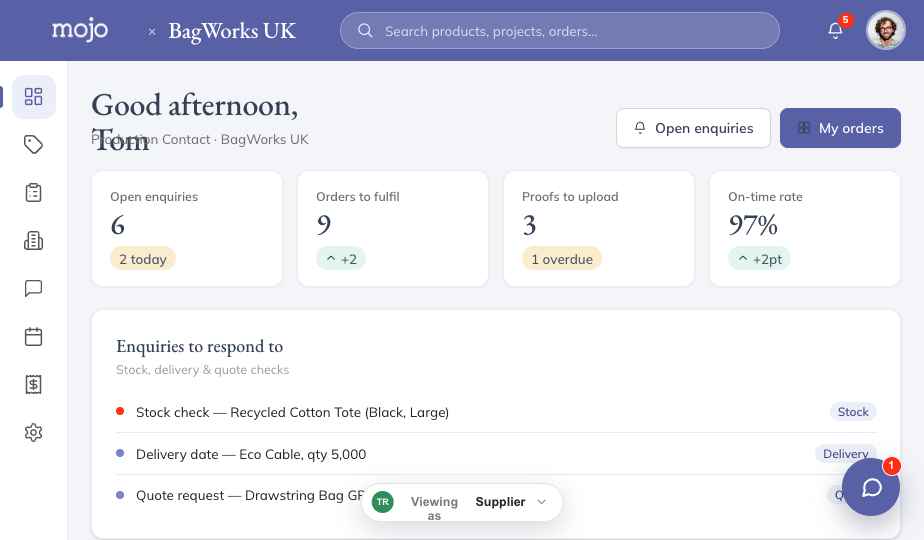 mojo × BagWorks UK
Search products, projects, orders...
5
Good afternoon,
Tom
Production Contact · BagWorks UK
Open enquiries
My orders
Open enquiries
6
2 today
Orders to fulfil
9
+2
Proofs to upload
3
1 overdue
On-time rate
97%
+2pt
Enquiries to respond to
Stock, delivery & quote checks
Stock check — Recycled Cotton Tote (Black, Large)
Stock
Delivery date — Eco Cable, qty 5,000
Delivery
Quote request — Drawstring Bag
TR
Viewing
as
Supplier
1